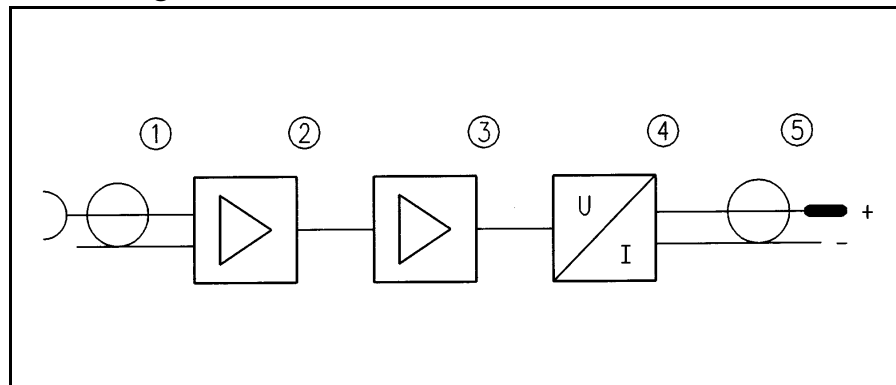 ① ② ③ ④ ⑤
U
I
+
-